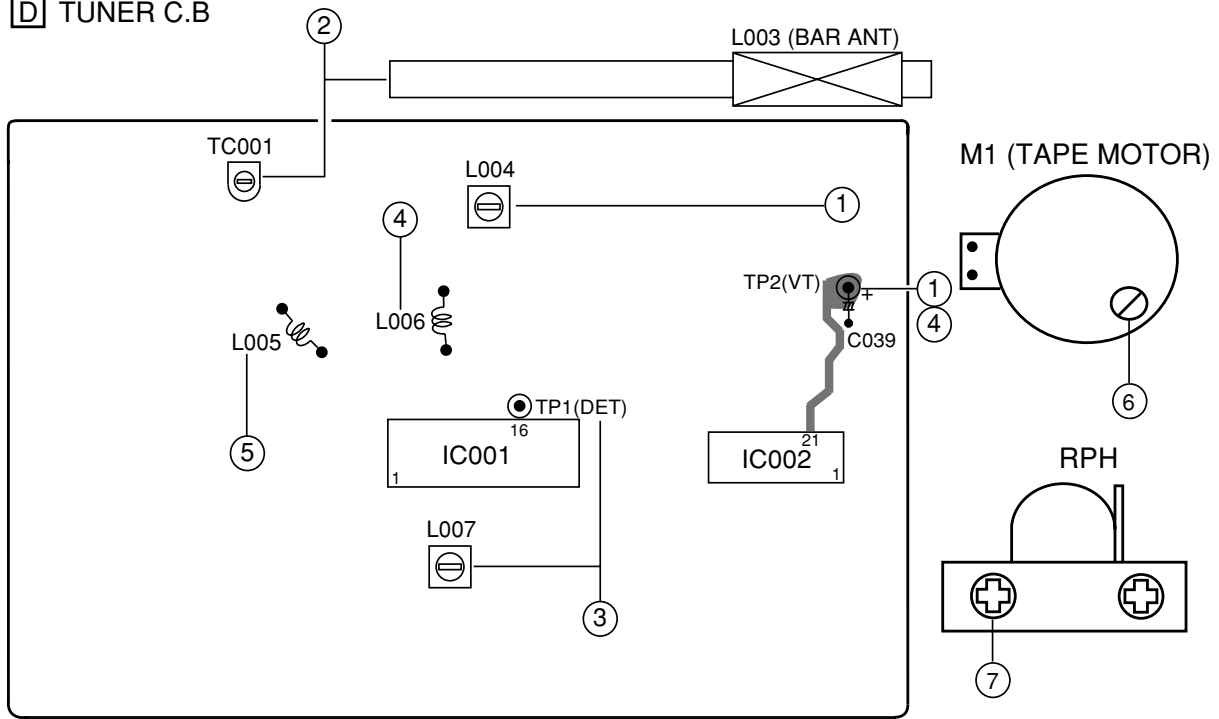 D TUNER C.B
2
L003 (BAR ANT)
TC001
L004
1
M1 (TAPE MOTOR)
4
TP2(VT)
+
1
4
L006
L005
C039
6
TP1(DET)
16
IC001
1
21
IC002
1
5
RPH
L007
3
7